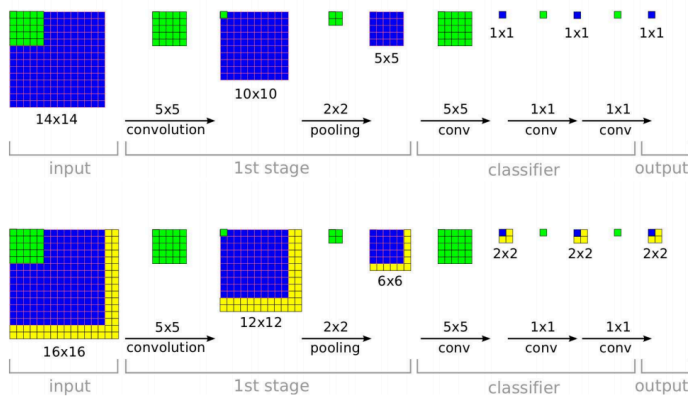 1x1 1x1 1x1
5x5
14x14
10x10
5x5 2x2 5x5 1x1 1x1
convolution pooling conv conv conv
input 1st stage classifier output
2x2 2x2 2x2
6x6
16x16
12x12
5x5 2x2 5x5 1x1 1x1
convolution pooling conv conv conv
input 1st stage classifier output